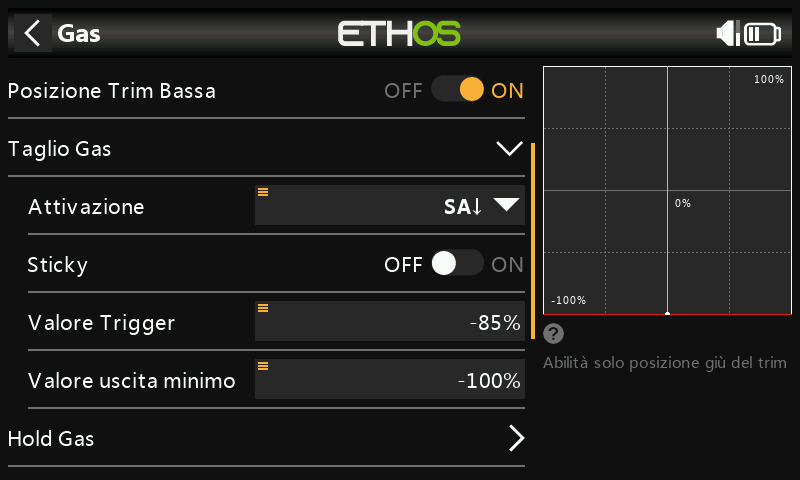 Gas
ETHOS
Posizione Trim Bassa OFF ON
Taglio Gas
Attivazione SA↓
Sticky OFF ON
Valore Trigger -85%
Valore uscita minimo -100%
Hold Gas
100%
0%
-100%
?
Abilità solo posizione giù del trim